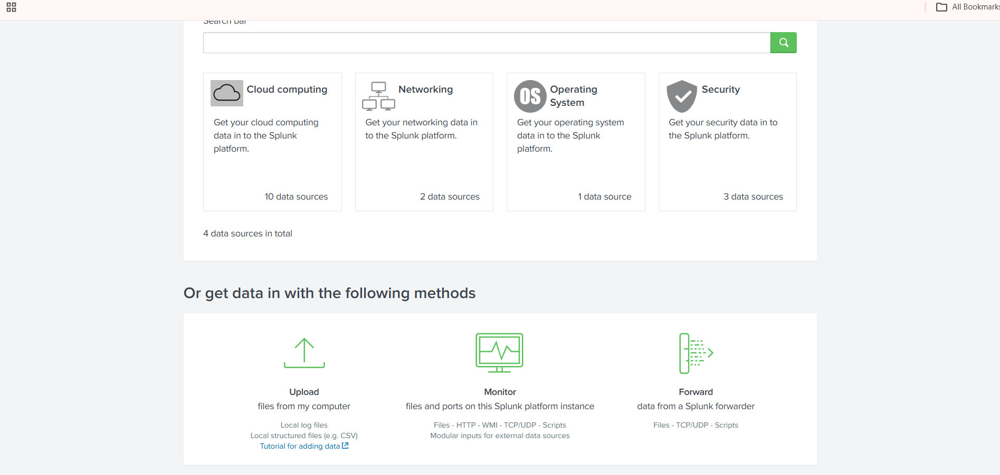 All Bookmarks
Search bar
Cloud computing
Get your cloud computing
data in to the Splunk
platform.
10 data sources
Networking
Get your networking data in
to the Splunk platform.
2 data sources
OS
Operating
System
Get your operating system
data in to the Splunk
platform.
1 data source
Security
Get your security data in to
the Splunk platform.
3 data sources
4 data sources in total
Or get data in with the following methods
Upload
files from my computer
Local log files
Local structured files (e.g. CSV)
Tutorial for adding data
Monitor
files and ports on this Splunk platform instance
Files - HTTP - WMI - TCP/UDP - Scripts
Modular inputs for external data sources
Forward
data from a Splunk forwarder
Files - TCP/UDP - Scripts